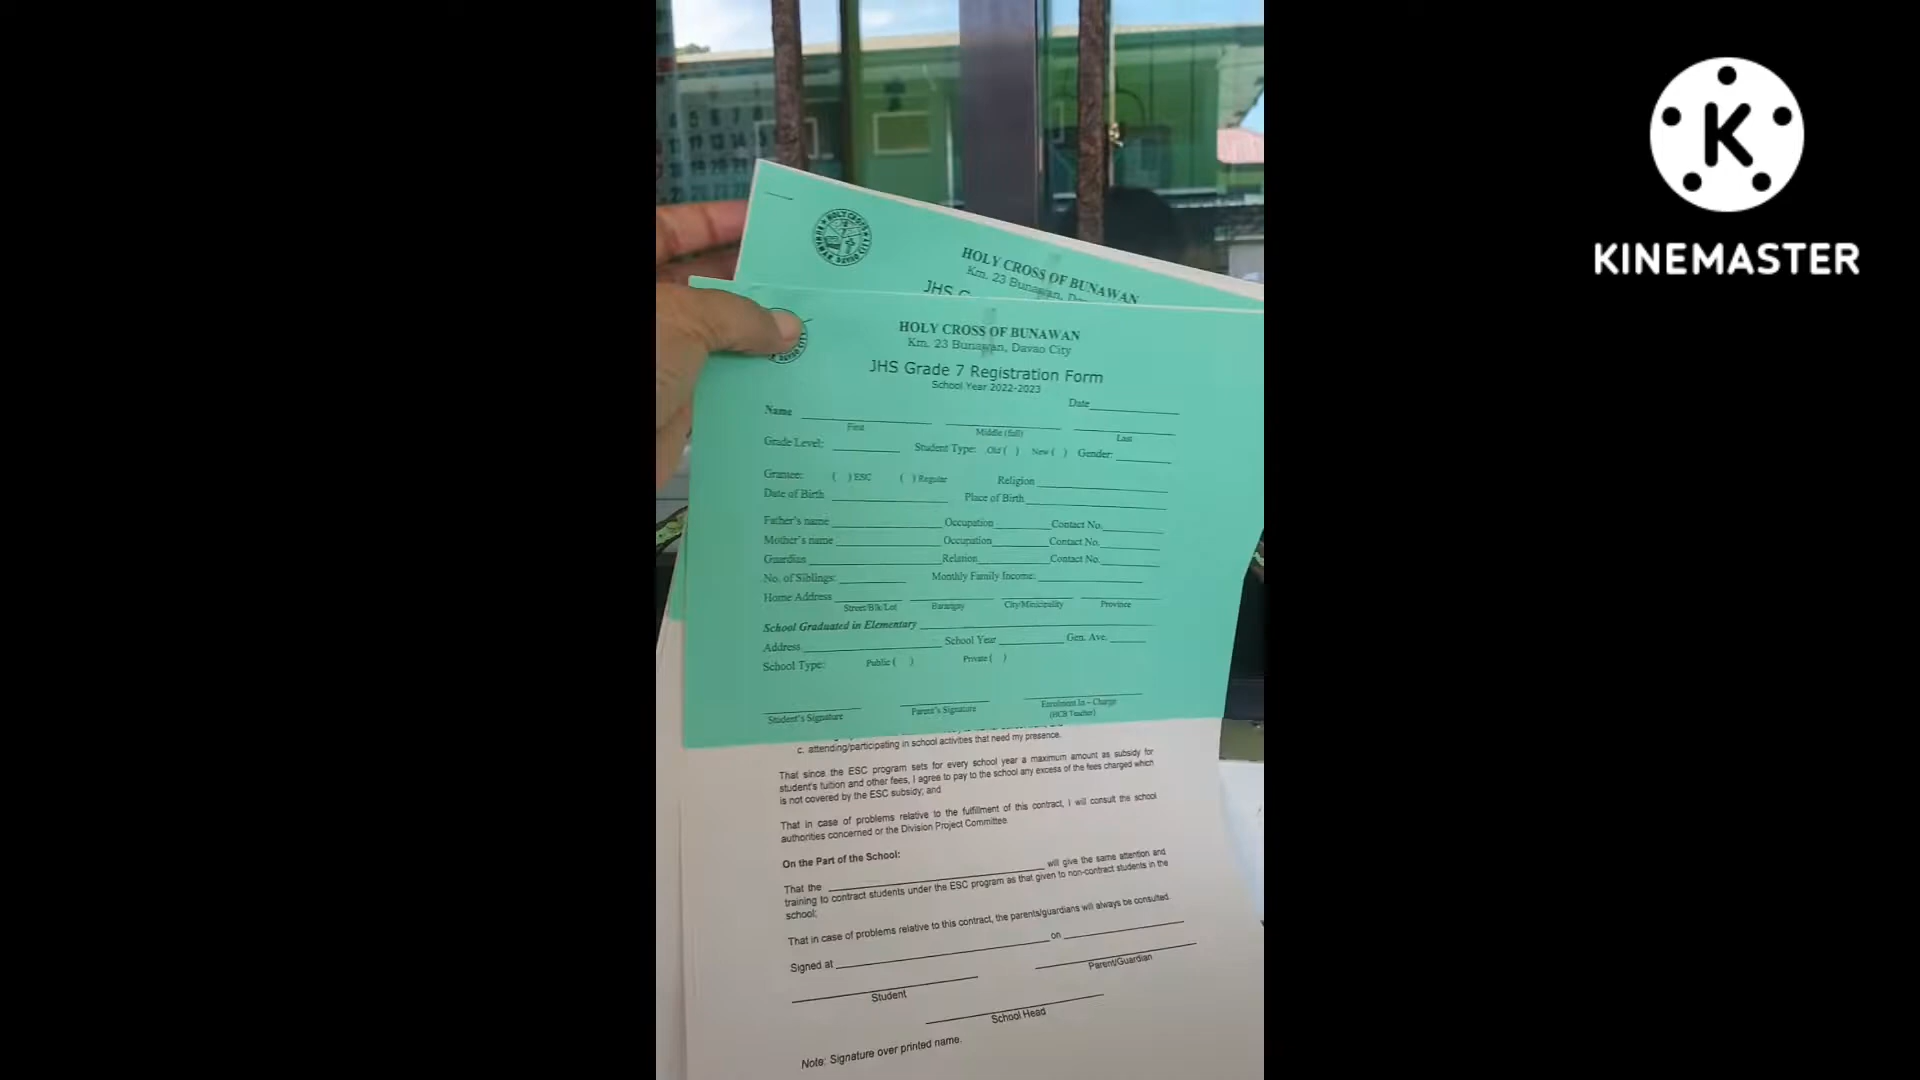 KINEMASTER
HOLY CROSS OF BUNAWAN
Km. 23 Bunawan,
JHS
HOLY CROSS OF BUNAWAN
Km. 23 Bunawan, Davao City
JHS Grade 7 Registration Form
School Year 2022-2023
Date
Name
First Middle (full) Last
Grade Level: Student Type: Old ( ) New ( ) Gender:
Grantee: ( ) ESC ( ) Regular Religion
Date of Birth Place of Birth
Father's name Occupation Contact No.
Mother's name Occupation Contact No.
Guardian Relation Contact No.
No. of Siblings: Monthly Family Income:
Home Address
Street/Blk/Lot Barangay City/Municipality Province
School Graduated in Elementary
Address School Year Gen. Ave.
School Type: Public ( ) Private ( )
Student's Signature Parent's Signature Enrolment In – Charge
(HCB Teacher)
c. attending/participating in school activities that need my presence.
That since the ESC program sets for every school year a maximum amount as subsidy for
student's tuition and other fees, I agree to pay to the school any excess of the fees charged which
is not covered by the ESC subsidy; and
That in case of problems relative to the fulfillment of this contract, I will consult the school
authorities concerned or the Division Project Committee
On the Part of the School:
That the will give the same attention and
training to contract students under the ESC program as that given to non-contract students in the
school;
That in case of problems relative to this contract, the parents/guardians will always be consulted.
Signed at on
Student Parent/Guardian
School Head
Note: Signature over printed name.